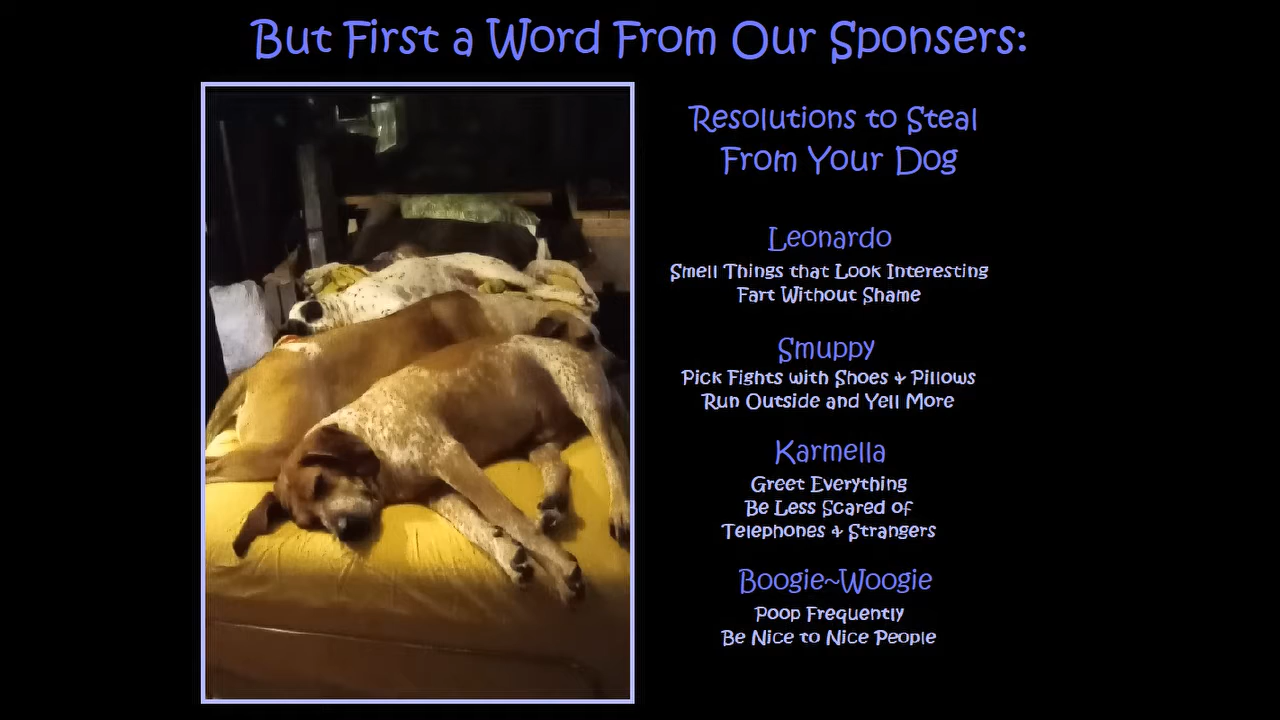 But First a Word From Our Sponsers:
Resolutions to Steal
From Your Dog
Leonardo
Smell Things that Look Interesting
Fart Without Shame
Smuppy
Pick Fights with Shoes & Pillows
Run Outside and Yell More
Karmella
Greet Everything
Be Less Scared of
Telephones & Strangers
Boogie~Woogie
Poop Frequently
Be Nice to Nice People